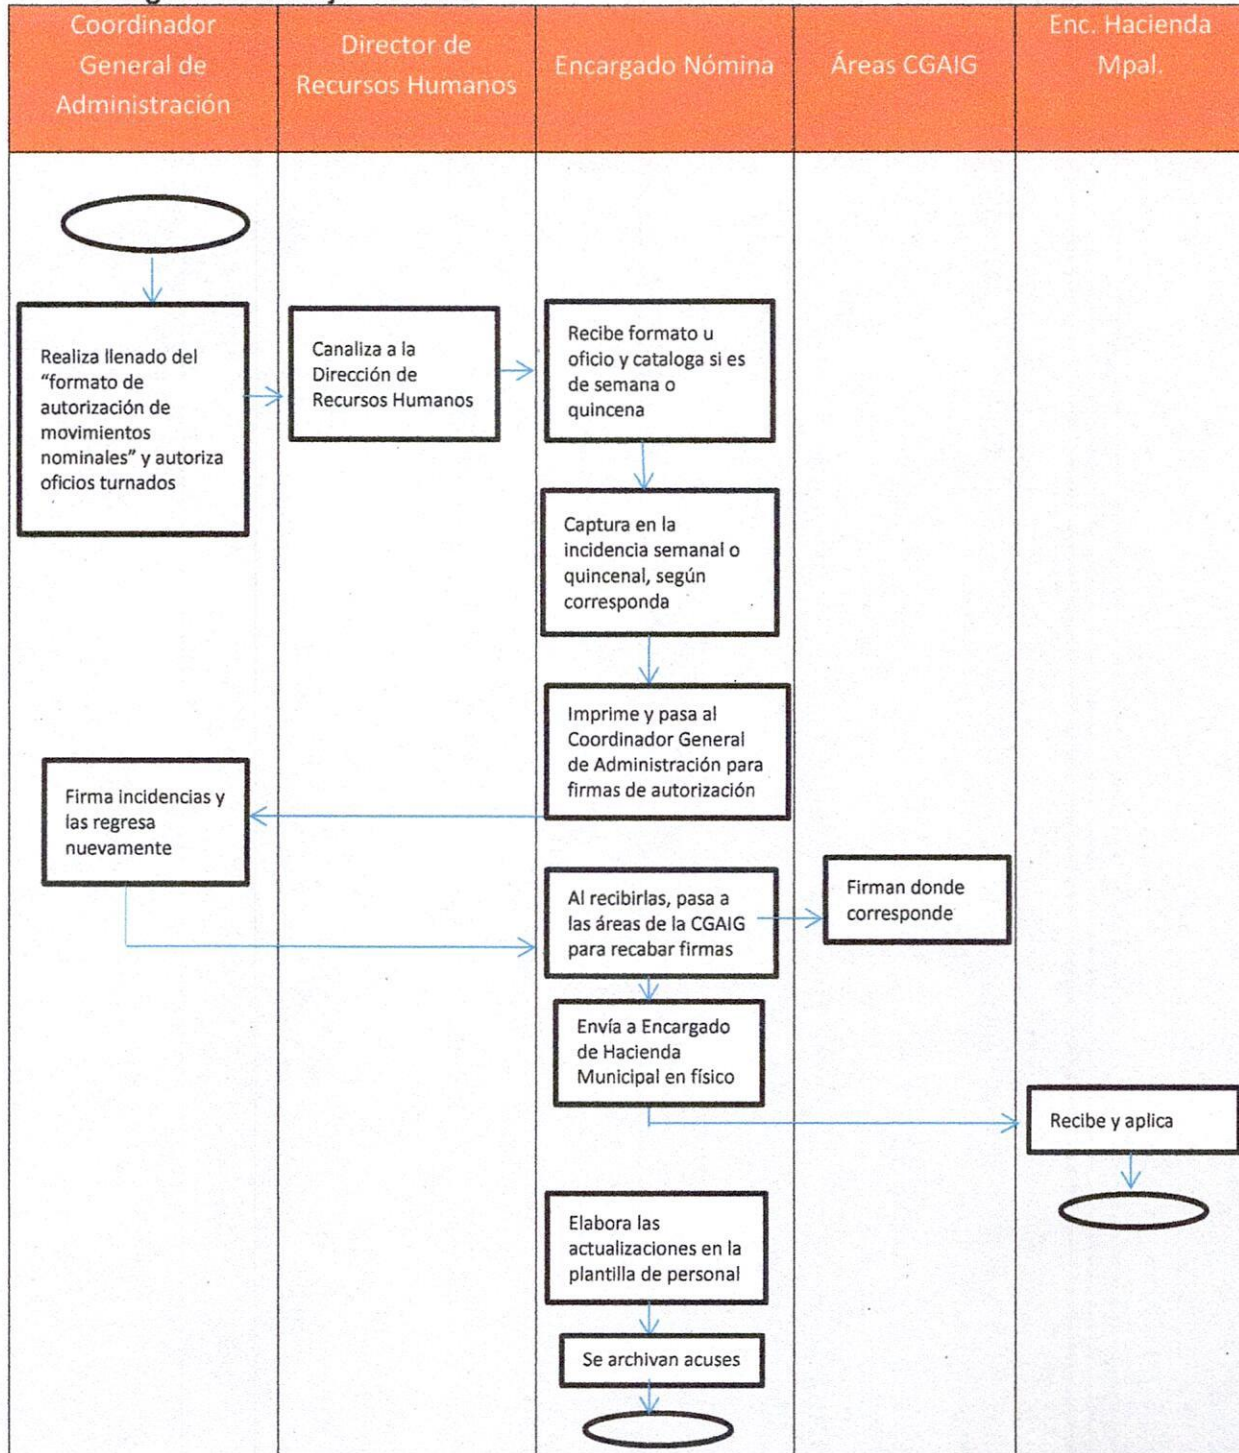 Coordinador
General de
Administración
Director de
Recursos Humanos
Encargado Nómina
Áreas CGAIG
Enc. Hacienda
Mpal.
Realiza llenado del
“formato de
autorización de
movimientos
nominales” y autoriza
oficios turnados
Canaliza a la
Dirección de
Recursos Humanos
Recibe formato u
oficio y cataloga si es
de semana o
quincena
Captura en la
incidencia semanal o
quincenal, según
corresponda
Imprime y pasa al
Coordinador General
de Administración para
firmas de autorización
Firma incidencias y
las regresa
nuevamente
Al recibirlas, pasa a
las áreas de la CGAIG
para recabar firmas
Firman donde
corresponde
Envía a Encargado
de Hacienda
Municipal en físico
Recibe y aplica
Elabora las
actualizaciones en la
plantilla de personal
Se archivan acuses